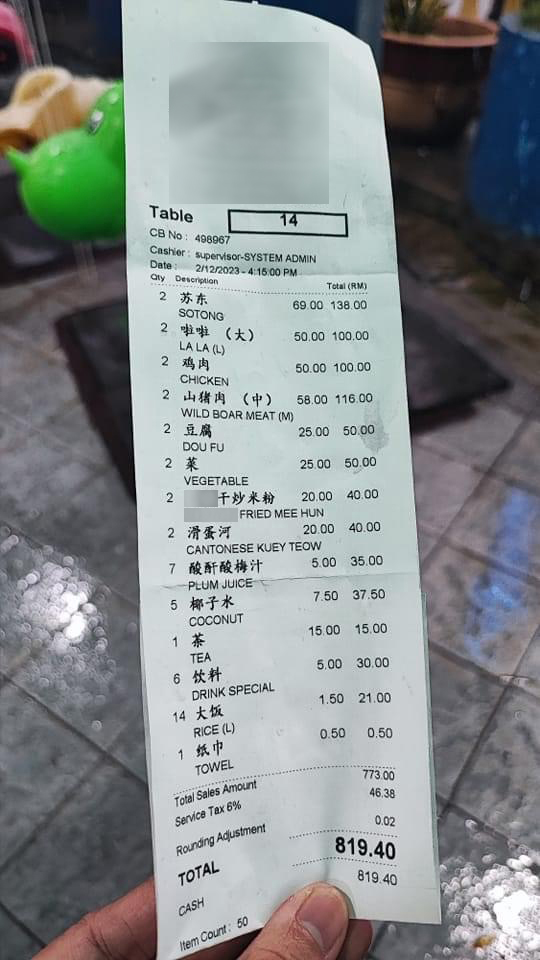 Table 14
CB No : 498967
Cashier : supervisor-SYSTEM ADMIN
Date : 2/12/2023 - 4:15:00 PM
Qty Description Total (RM)
2 苏东 69.00 138.00
SOTONG
2 啦啦 （大） 50.00 100.00
LA LA (L)
2 鸡肉 50.00 100.00
CHICKEN
2 山猪肉 （中） 58.00 116.00
WILD BOAR MEAT (M)
2 豆腐 25.00 50.00
DOU FU
2 菜 25.00 50.00
VEGETABLE
2 干炒米粉 20.00 40.00
FRIED MEE HUN
2 滑蛋河 20.00 40.00
CANTONESE KUEY TEOW
7 酸酐酸梅汁 5.00 35.00
PLUM JUICE
5 椰子水 7.50 37.50
COCONUT
1 茶 15.00 15.00
TEA
6 饮料 5.00 30.00
DRINK SPECIAL
14 大饭 1.50 21.00
RICE (L)
1 纸巾 0.50 0.50
TOWEL
Total Sales Amount 773.00
Service Tax 6% 46.38
Rounding Adjustment 0.02
TOTAL 819.40
CASH 819.40
Item Count : 50